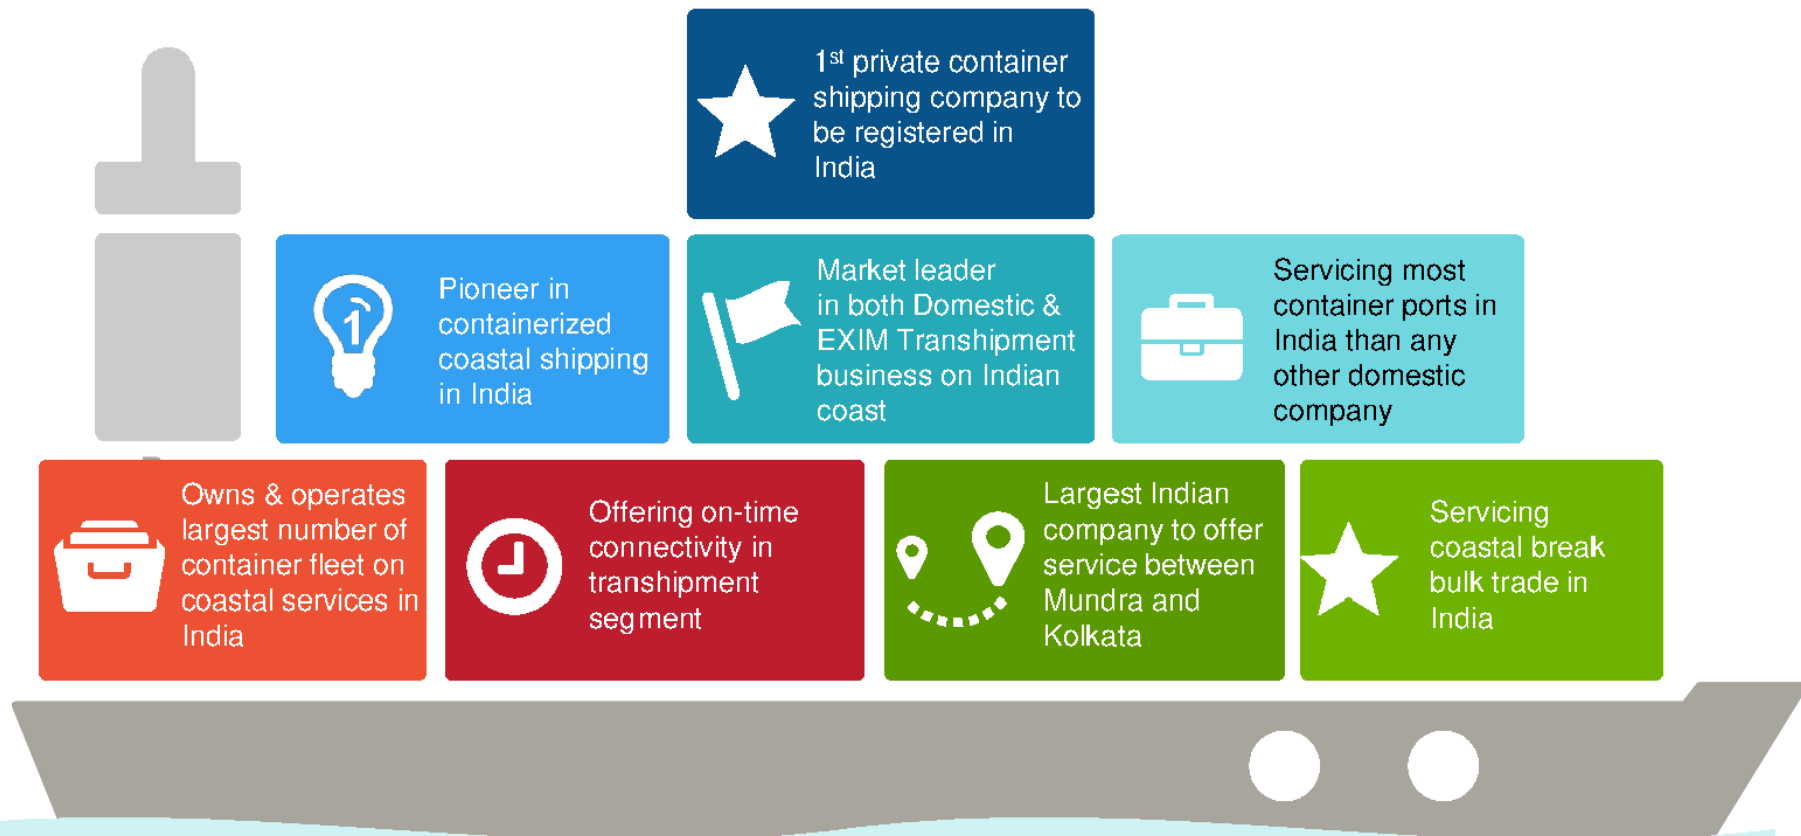 1st private container
shipping company to
be registered in
India
Pioneer in
containerized
coastal shipping
in India
Market leader
in both Domestic &
EXIM Transhipment
business on Indian
coast
Servicing most
container ports in
India than any
other domestic
company
Owns & operates
largest number of
container fleet on
coastal services in
India
Offering on-time
connectivity in
transhipment
segment
Largest Indian
company to offer
service between
Mundra and
Kolkata
Servicing
coastal break
bulk trade in
India
1